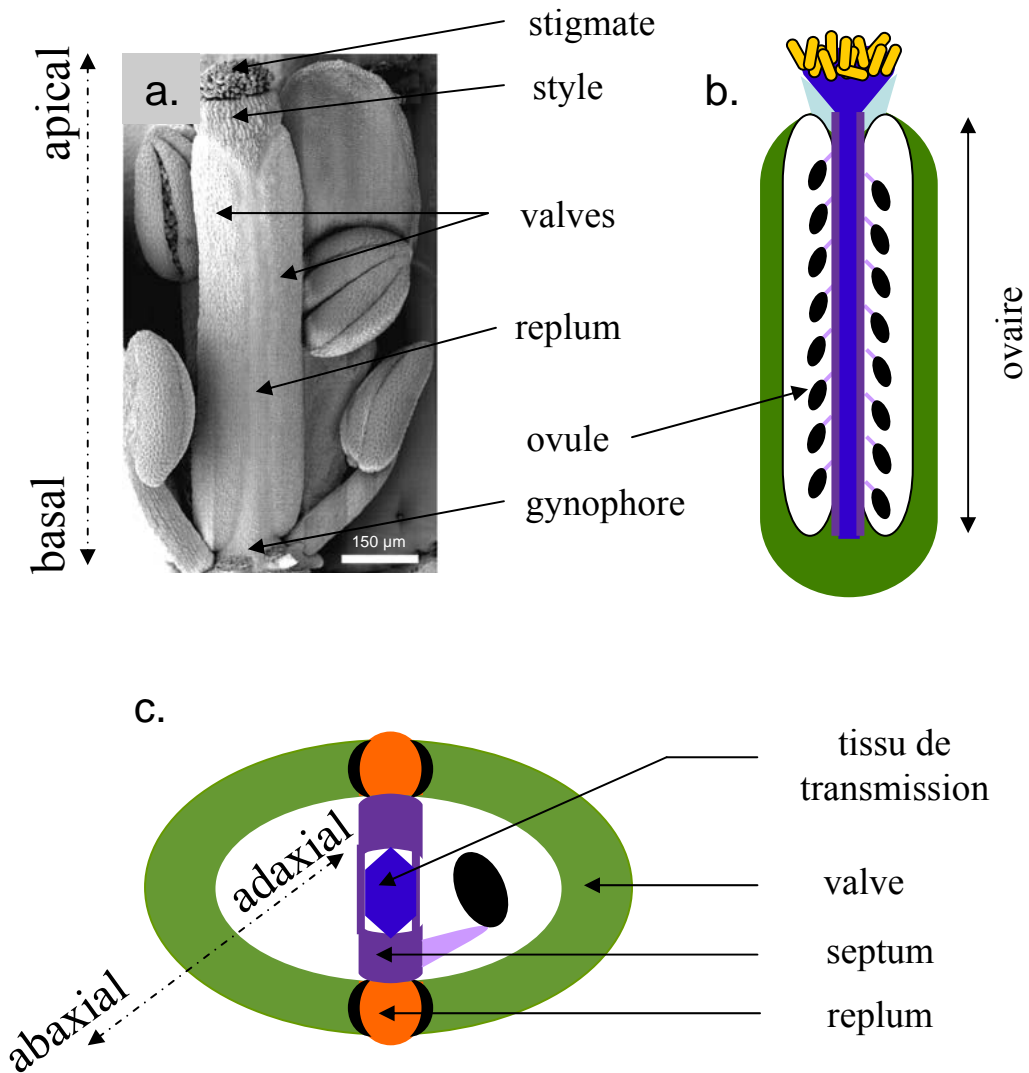 a.
stigmate
style
valves
replum
ovule
gynophore
apical
basal
150 µm
b.
ovaire
c.
tissu de
transmission
valve
septum
replum
adaxial
abaxial